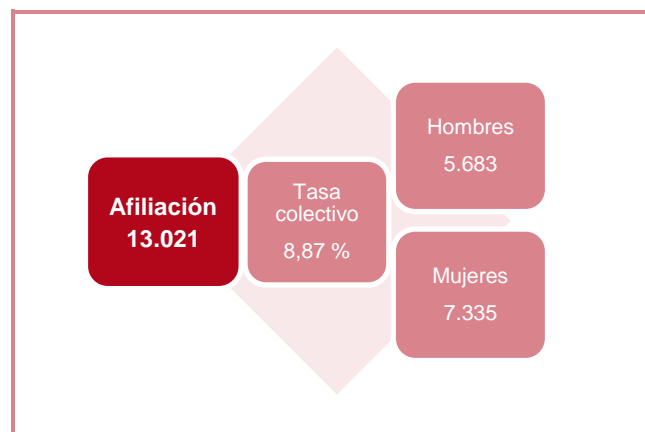 Afiliación
13.021
Tasa
colectivo
8,87 %
Hombres
5.683
Mujeres
7.335